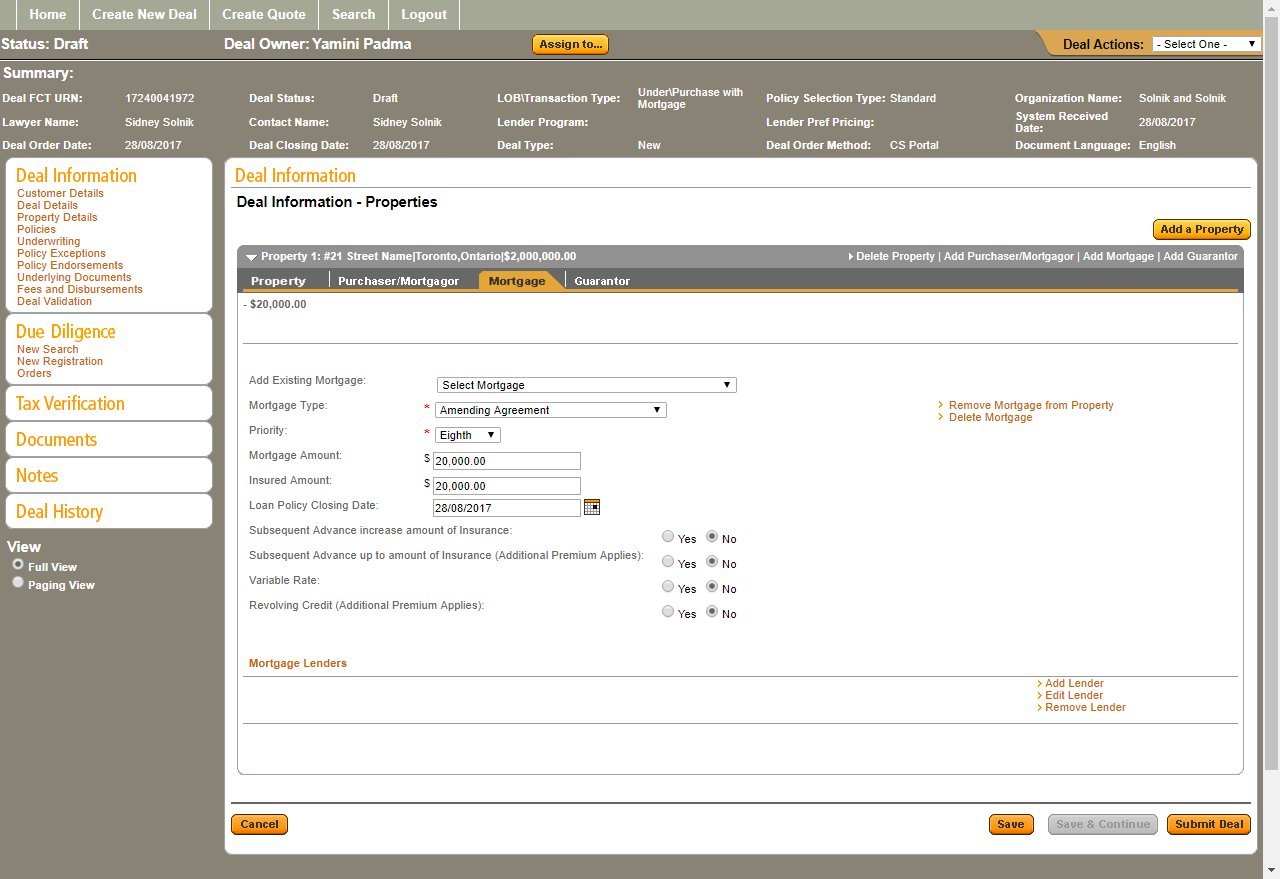 Home Create New Deal Create Quote Search Logout
Status: Draft Deal Owner: Yamini Padma Assign to... Deal Actions: - Select One -
Summary:
Deal FCT URN: 17240041972 Deal Status: Draft LOB\Transaction Type: Under\Purchase with Mortgage Policy Selection Type: Standard Organization Name: Solnik and Solnik
Lawyer Name: Sidney Solnik Contact Name: Sidney Solnik Lender Program: Lender Pref Pricing: System Received Date: 28/08/2017
Deal Order Date: 28/08/2017 Deal Closing Date: 28/08/2017 Deal Type: New Deal Order Method: CS Portal Document Language: English
Deal Information
Customer Details
Deal Details
Property Details
Policies
Underwriting
Policy Exceptions
Policy Endorsements
Underlying Documents
Fees and Disbursements
Deal Validation
Due Diligence
New Search
New Registration
Orders
Tax Verification
Documents
Notes
Deal History
View
Full View
Paging View
Deal Information
Deal Information - Properties
Add a Property
Property 1: #21 Street Name|Toronto,Ontario|$2,000,000.00 Delete Property | Add Purchaser/Mortgagor | Add Mortgage | Add Guarantor
Property Purchaser/Mortgagor Mortgage Guarantor
- $20,000.00
Add Existing Mortgage: Select Mortgage
Mortgage Type: * Amending Agreement
Remove Mortgage from Property
Delete Mortgage
Priority: * Eighth
Mortgage Amount: $ 20,000.00
Insured Amount: $ 20,000.00
Loan Policy Closing Date: 28/08/2017
Subsequent Advance increase amount of Insurance: Yes No
Subsequent Advance up to amount of Insurance (Additional Premium Applies): Yes No
Variable Rate: Yes No
Revolving Credit (Additional Premium Applies): Yes No
Mortgage Lenders
Add Lender
Edit Lender
Remove Lender
Cancel Save Save & Continue Submit Deal